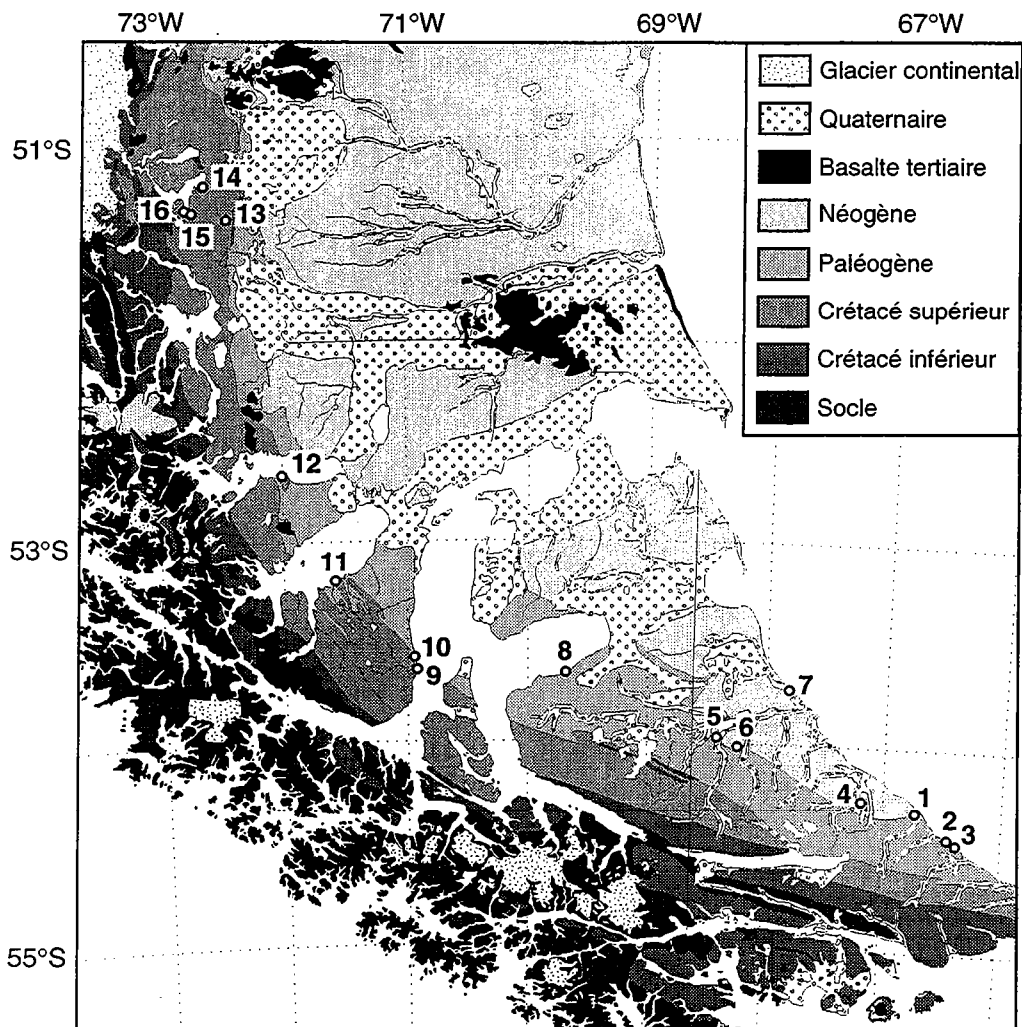 73°W
71°W
69°W
67°W
51°S
53°S
55°S
Glacier continental
Quaternaire
Basalte tertiaire
Néogène
Paléogène
Crétacé supérieur
Crétacé inférieur
Socle
14
16
13
15
12
11
10
9
8
7
5
6
4
1
2
3